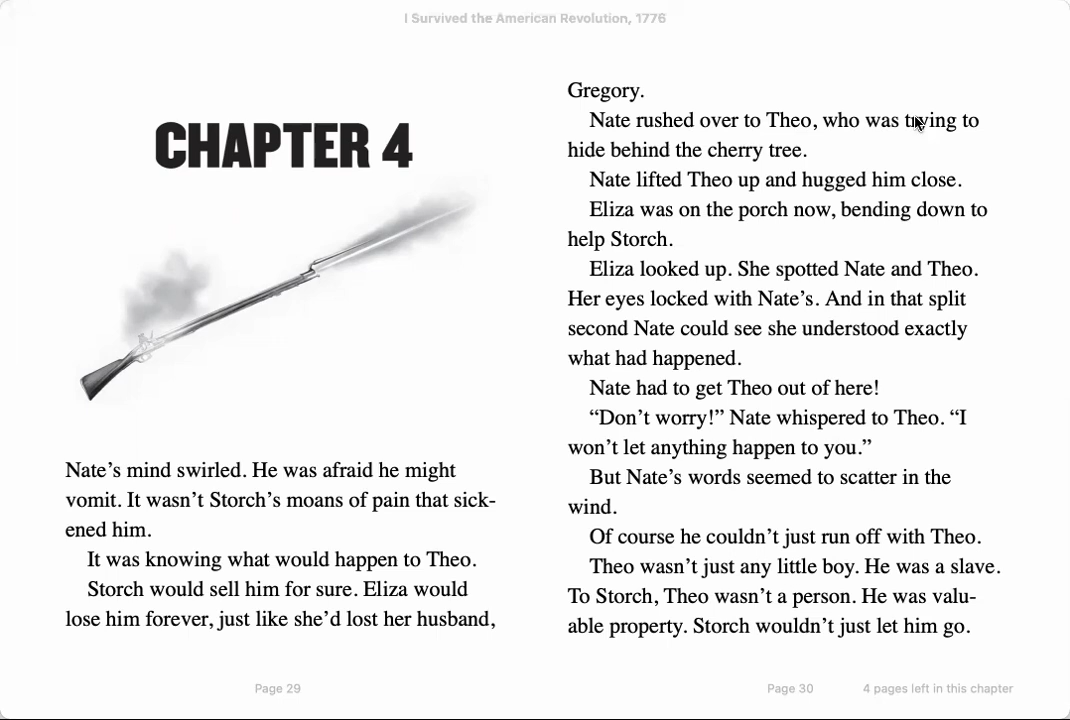 I Survived the American Revolution, 1776
CHAPTER 4
Nate’s mind swirled. He was afraid he might
vomit. It wasn’t Storch’s moans of pain that sick-
ened him.
It was knowing what would happen to Theo.
Storch would sell him for sure. Eliza would
lose him forever, just like she’d lost her husband,
Page 29
Gregory.
Nate rushed over to Theo, who was trying to
hide behind the cherry tree.
Nate lifted Theo up and hugged him close.
Eliza was on the porch now, bending down to
help Storch.
Eliza looked up. She spotted Nate and Theo.
Her eyes locked with Nate’s. And in that split
second Nate could see she understood exactly
what had happened.
Nate had to get Theo out of here!
“Don’t worry!” Nate whispered to Theo. “I
won’t let anything happen to you.”
But Nate’s words seemed to scatter in the
wind.
Of course he couldn’t just run off with Theo.
Theo wasn’t just any little boy. He was a slave.
To Storch, Theo wasn’t a person. He was valu-
able property. Storch wouldn’t just let him go.
Page 30
4 pages left in this chapter